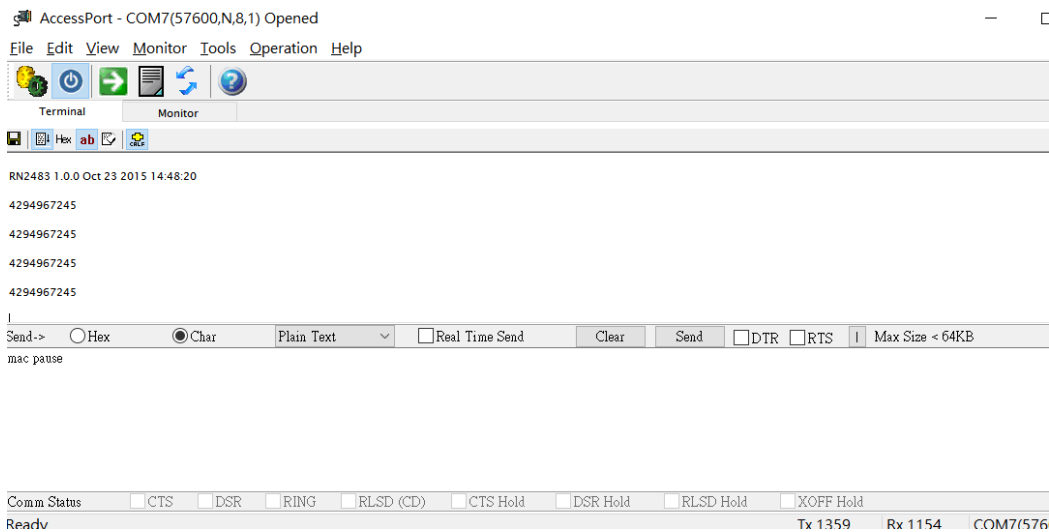 AccessPort - COM7(57600,N,8,1) Opened
File Edit View Monitor Tools Operation Help
Terminal Monitor
Hex ab CRLF
RN2483 1.0.0 Oct 23 2015 14:48:20
4294967245
4294967245
4294967245
4294967245
Send-> Hex Char Plain Text Real Time Send Clear Send DTR RTS Max Size < 64KB
mac pause
Comm Status CTS DSR RING RLSD (CD) CTS Hold DSR Hold RLSD Hold XOFF Hold
Ready Tx 1359 Rx 1154 COM7(576